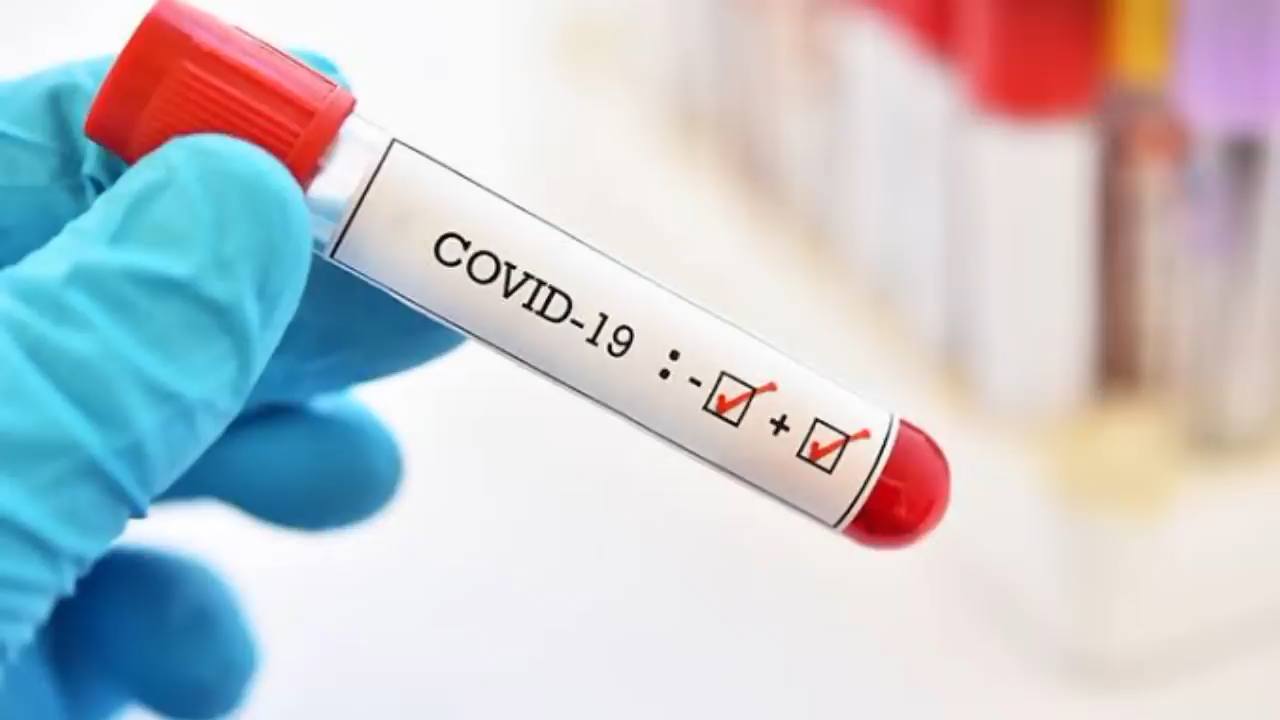 COVID-19 : - ☑ + ☑